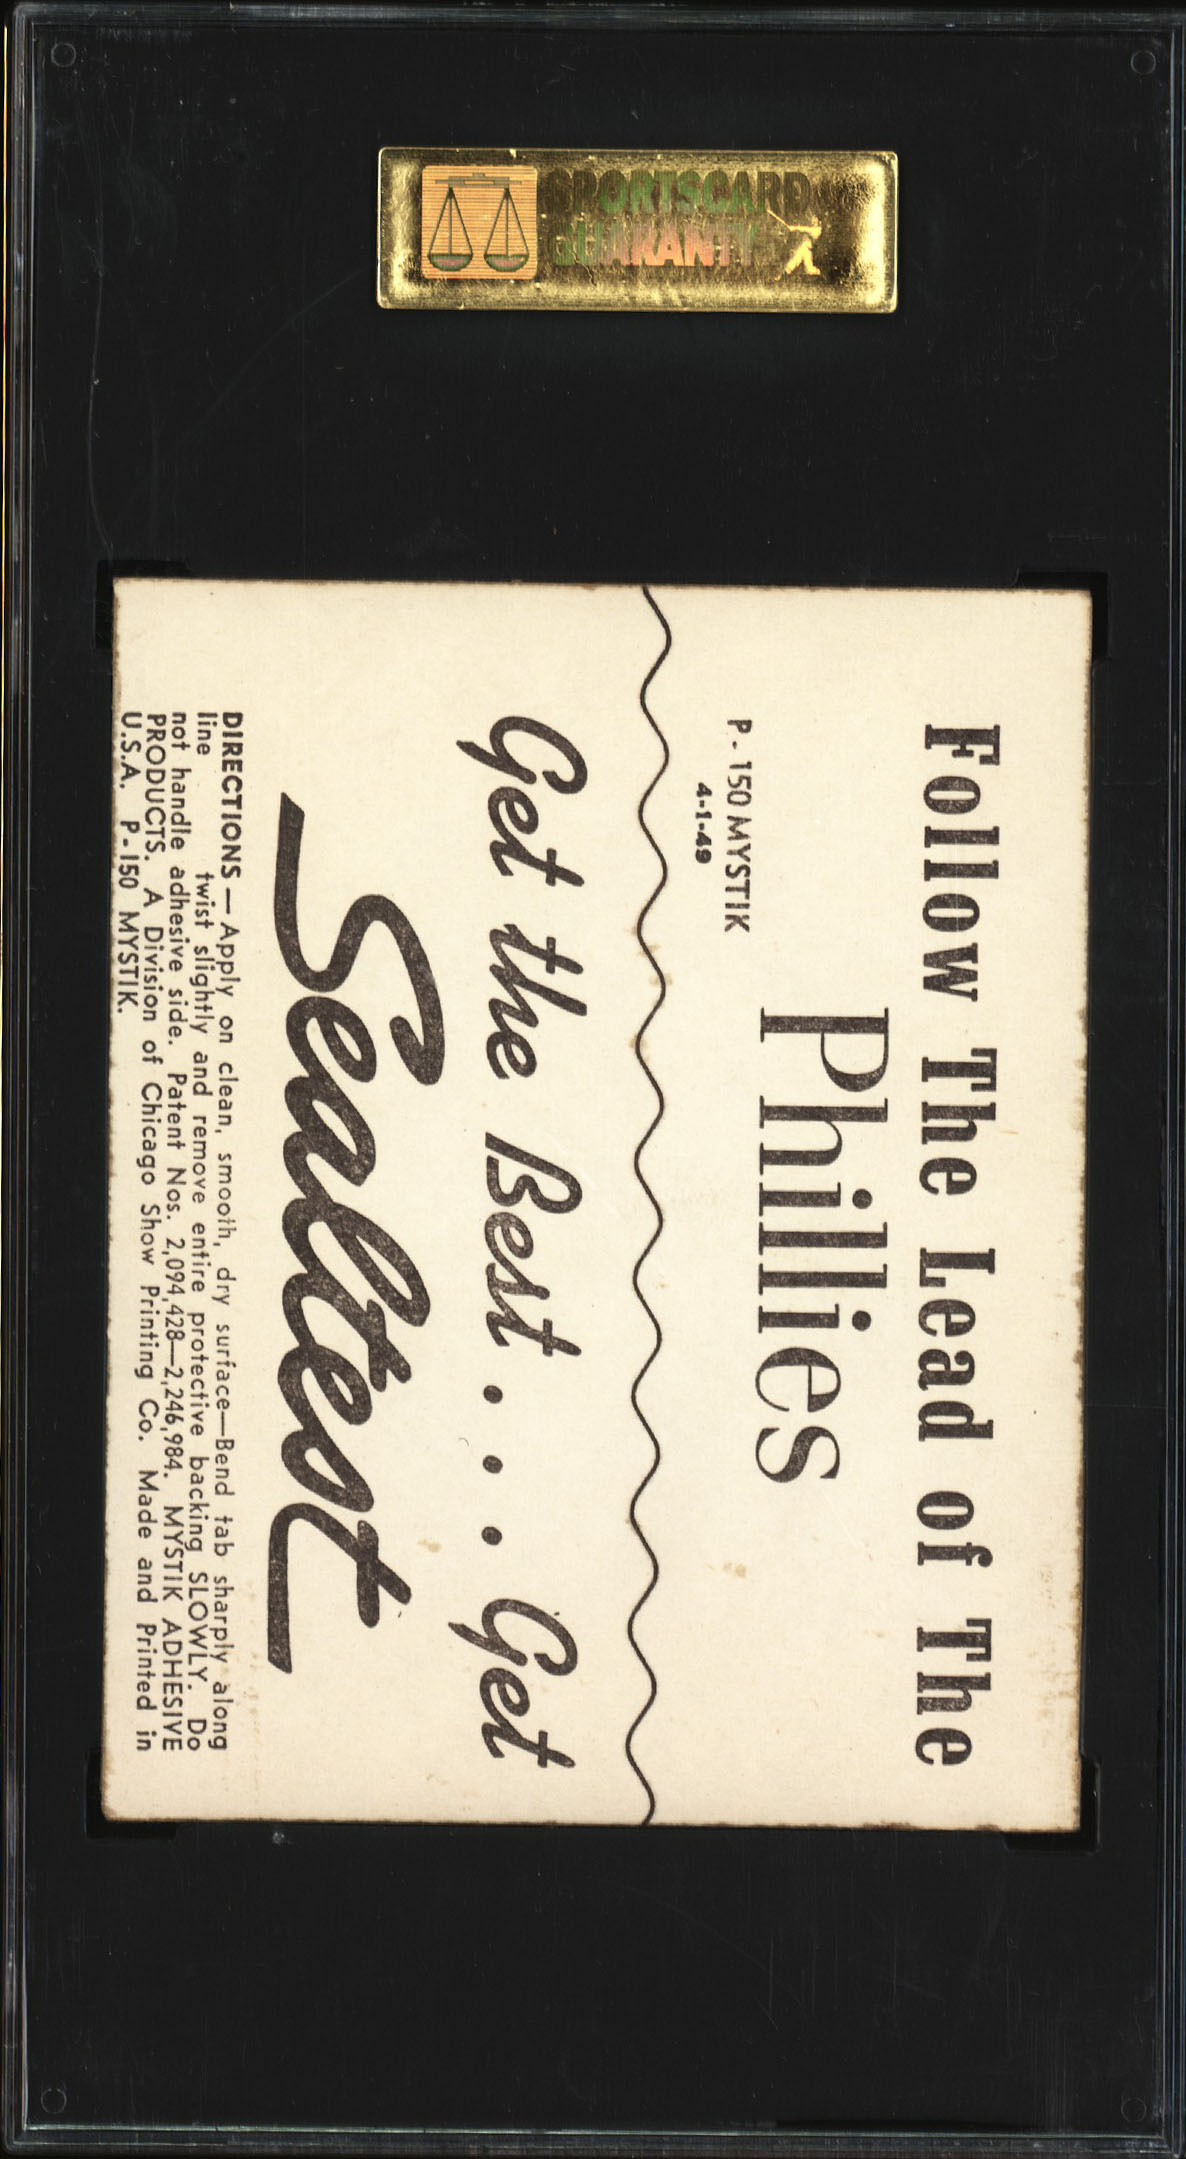 SPORTSCARD
GUARANTY
Follow The Lead of The
Phillies
P. 150 MYSTIK
4-1-49
Get the Best . . . Get
Sealtest
DIRECTIONS — Apply on clean, smooth, dry surface—Bend tab sharply along
line twist slightly and remove entire protective backing SLOWLY. Do
not handle adhesive side. Patent Nos. 2,094,428—2,246,984. MYSTIK ADHESIVE
PRODUCTS. A Division of Chicago Show Printing Co. Made and Printed in
U.S.A. P-150 MYSTIK.